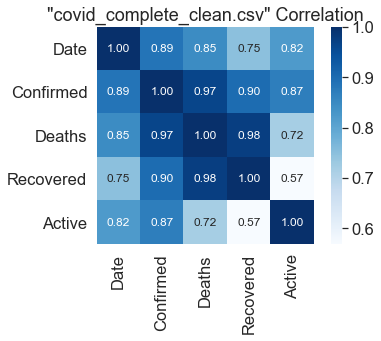 "covid_complete_clean.csv" Correlation
Date 1.00 0.89 0.85 0.75 0.82
Confirmed 0.89 1.00 0.97 0.90 0.87
Deaths 0.85 0.97 1.00 0.98 0.72
Recovered 0.75 0.90 0.98 1.00 0.57
Active 0.82 0.87 0.72 0.57 1.00
Date
Confirmed
Deaths
Recovered
Active
1.0
0.9
0.8
0.7
0.6